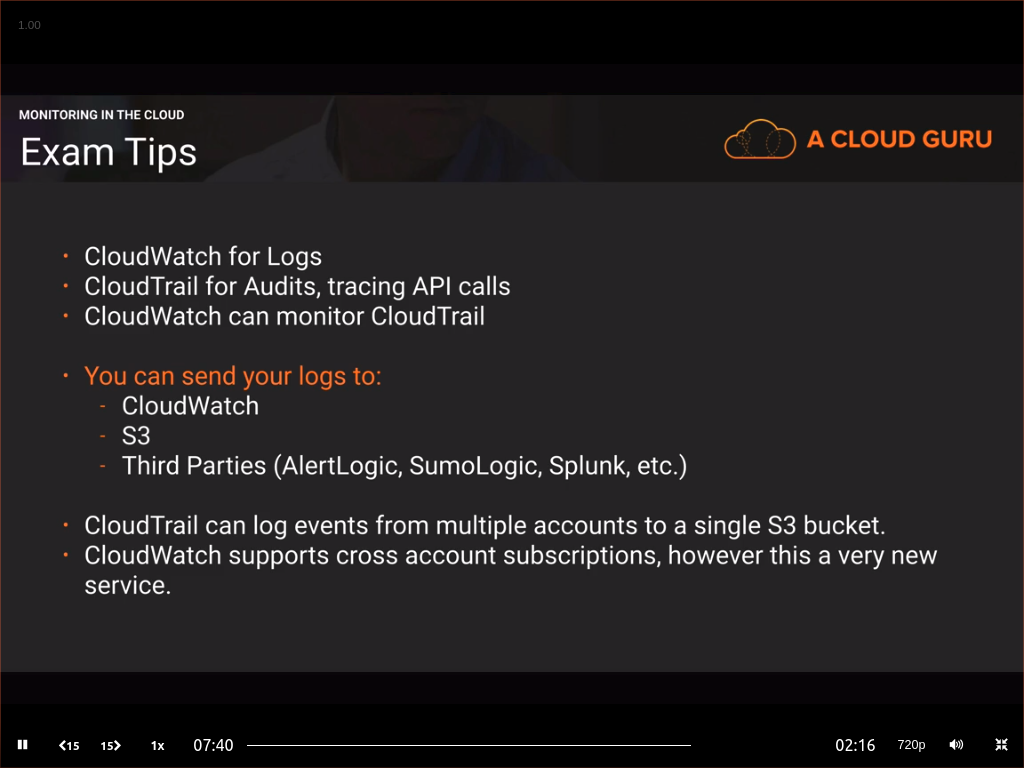 1.00
MONITORING IN THE CLOUD
Exam Tips
A CLOUD GURU
• CloudWatch for Logs
• CloudTrail for Audits, tracing API calls
• CloudWatch can monitor CloudTrail
• You can send your logs to:
- CloudWatch
- S3
- Third Parties (AlertLogic, SumoLogic, Splunk, etc.)
• CloudTrail can log events from multiple accounts to a single S3 bucket.
• CloudWatch supports cross account subscriptions, however this a very new
service.
15 15 1x 07:40 02:16 720p